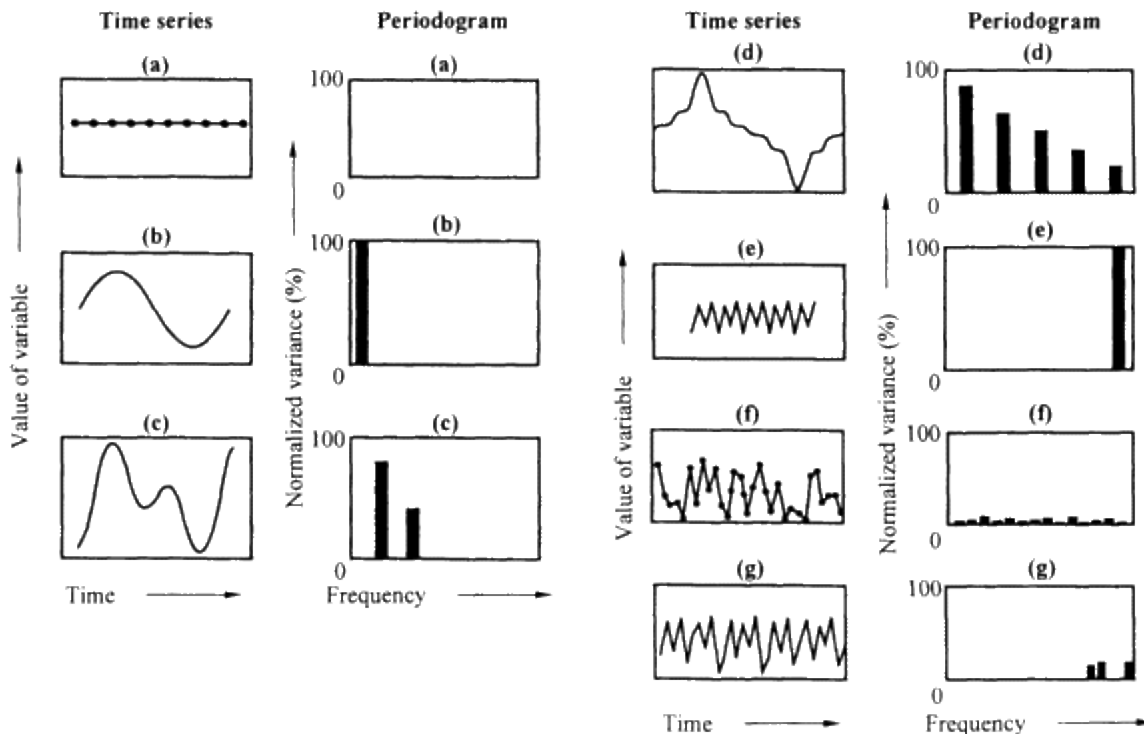 Time series
Periodogram
(a)
(a)
100
0
(b)
(b)
100
0
(c)
(c)
100
0
Value of variable
Normalized variance (%)
Time
Frequency
Time series
Periodogram
(d)
(d)
100
0
(e)
(e)
100
0
(f)
(f)
100
0
(g)
(g)
100
0
Value of variable
Normalized variance (%)
Time
Frequency